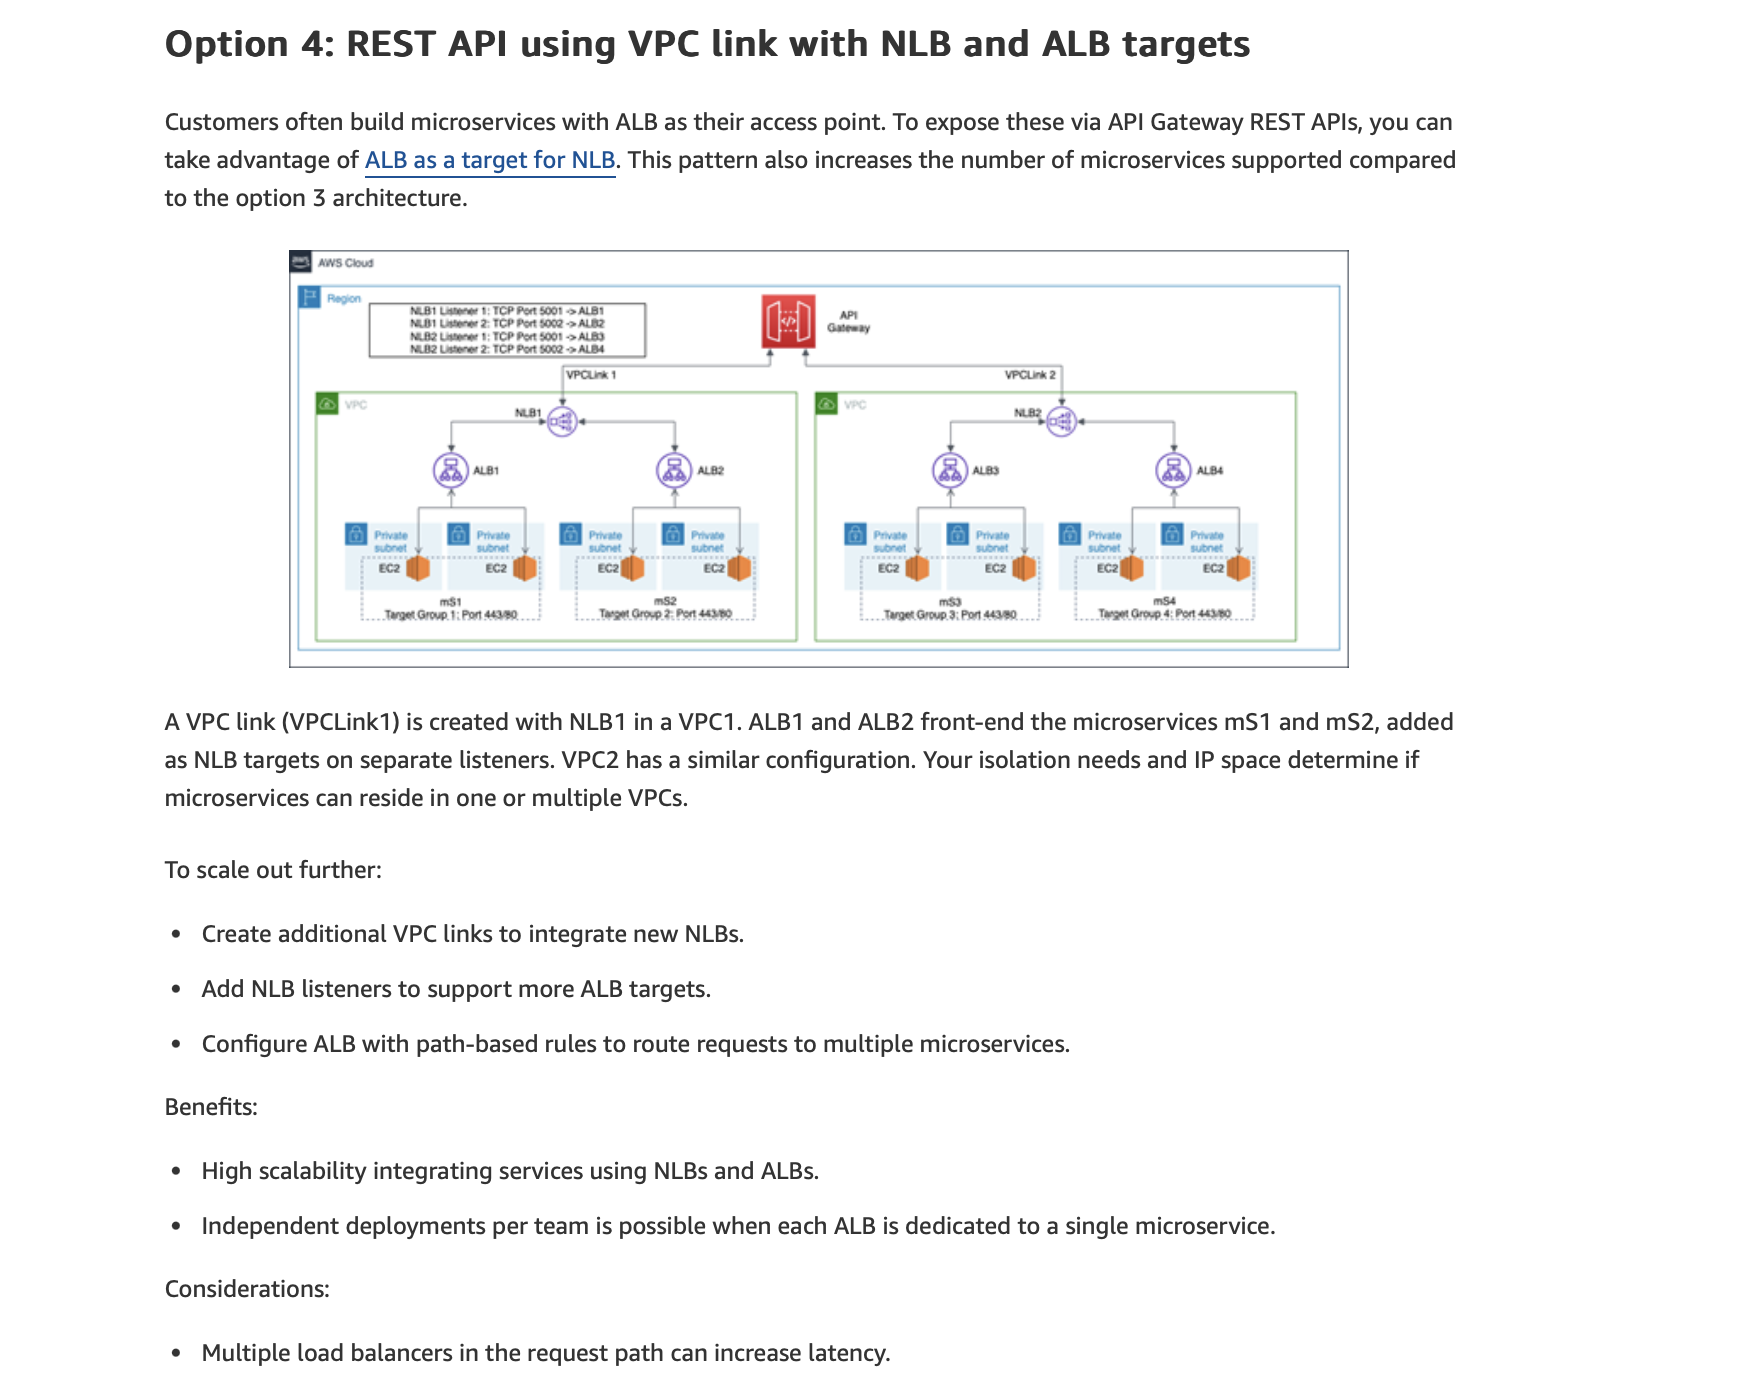 Option 4: REST API using VPC link with NLB and ALB targets
Customers often build microservices with ALB as their access point. To expose these via API Gateway REST APIs, you can
take advantage of ALB as a target for NLB. This pattern also increases the number of microservices supported compared
to the option 3 architecture.
aws AWS Cloud
Region
NLB1 Listener 1: TCP Port 5001 -> ALB1
NLB1 Listener 2: TCP Port 5002 -> ALB2
NLB2 Listener 1: TCP Port 5001 -> ALB3
NLB2 Listener 2: TCP Port 5002 -> ALB4
</>
API
Gateway
VPCLink 1
VPCLink 2
VPC
NLB1
ALB1
ALB2
Private
subnet
EC2
Private
subnet
EC2
mS1
Target Group 1: Port 443/80
Private
subnet
EC2
Private
subnet
EC2
mS2
Target Group 2: Port 443/80
VPC
NLB2
ALB3
ALB4
Private
subnet
EC2
Private
subnet
EC2
mS3
Target Group 3: Port 443/80
Private
subnet
EC2
Private
subnet
EC2
mS4
Target Group 4: Port 443/80
A VPC link (VPCLink1) is created with NLB1 in a VPC1. ALB1 and ALB2 front-end the microservices mS1 and mS2, added
as NLB targets on separate listeners. VPC2 has a similar configuration. Your isolation needs and IP space determine if
microservices can reside in one or multiple VPCs.
To scale out further:
• Create additional VPC links to integrate new NLBs.
• Add NLB listeners to support more ALB targets.
• Configure ALB with path-based rules to route requests to multiple microservices.
Benefits:
• High scalability integrating services using NLBs and ALBs.
• Independent deployments per team is possible when each ALB is dedicated to a single microservice.
Considerations:
• Multiple load balancers in the request path can increase latency.